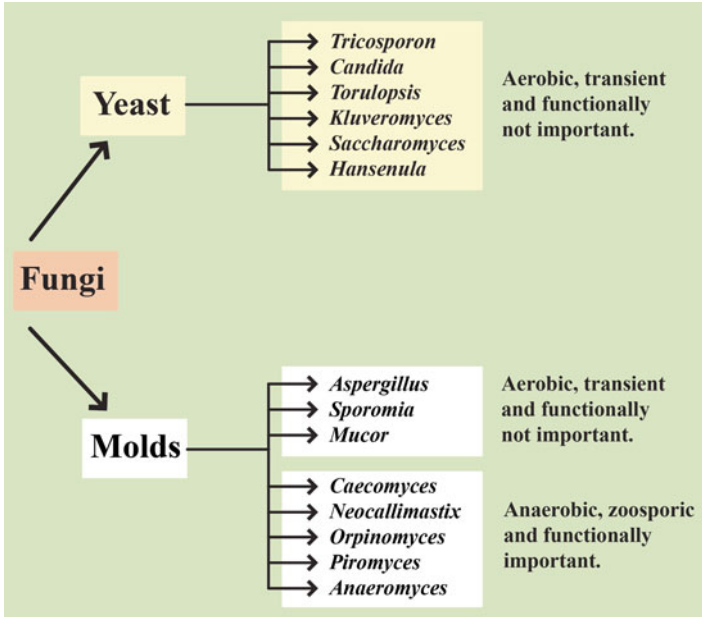 Fungi
Yeast
Tricosporon
Candida
Torulopsis
Kluveromyces
Saccharomyces
Hansenula
Aerobic, transient
and functionally
not important.
Molds
Aspergillus
Sporomia
Mucor
Aerobic, transient
and functionally
not important.
Caecomyces
Neocallimastix
Orpinomyces
Piromyces
Anaeromyces
Anaerobic, zoosporic
and functionally
important.